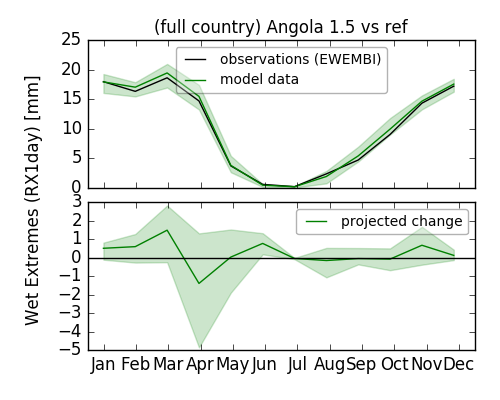 (full country) Angola 1.5 vs ref
Wet Extremes (RX1day) [mm]
25
20
15
10
5
0
observations (EWEMBI)
model data
3
2
1
0
−1
−2
−3
−4
−5
projected change
Jan Feb Mar Apr May Jun Jul Aug Sep Oct Nov Dec